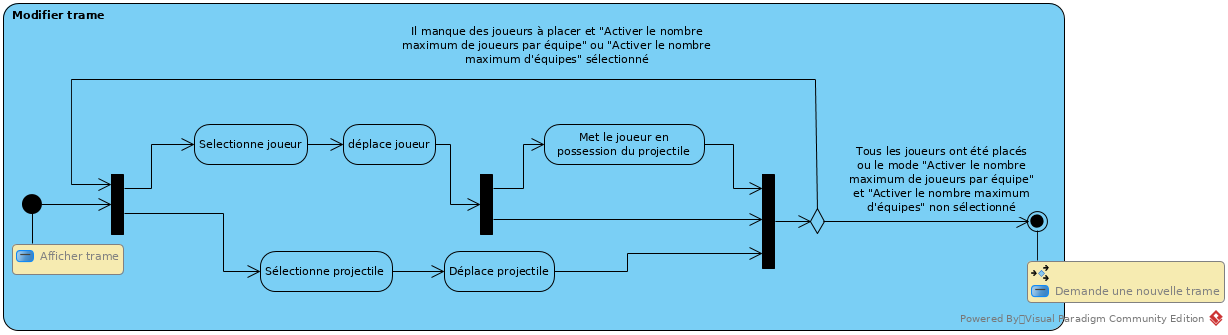 Modifier trame
Il manque des joueurs à placer et "Activer le nombre
maximum de joueurs par équipe" ou "Activer le nombre
maximum d'équipes" sélectionné
Selectionne joueur
déplace joueur
Met le joueur en
possession du projectile
Tous les joueurs ont été placés
ou le mode "Activer le nombre
maximum de joueurs par équipe"
et "Activer le nombre maximum
d'équipes" non sélectionné
Afficher trame
Sélectionne projectile
Déplace projectile
Demande une nouvelle trame
Powered By Visual Paradigm Community Edition